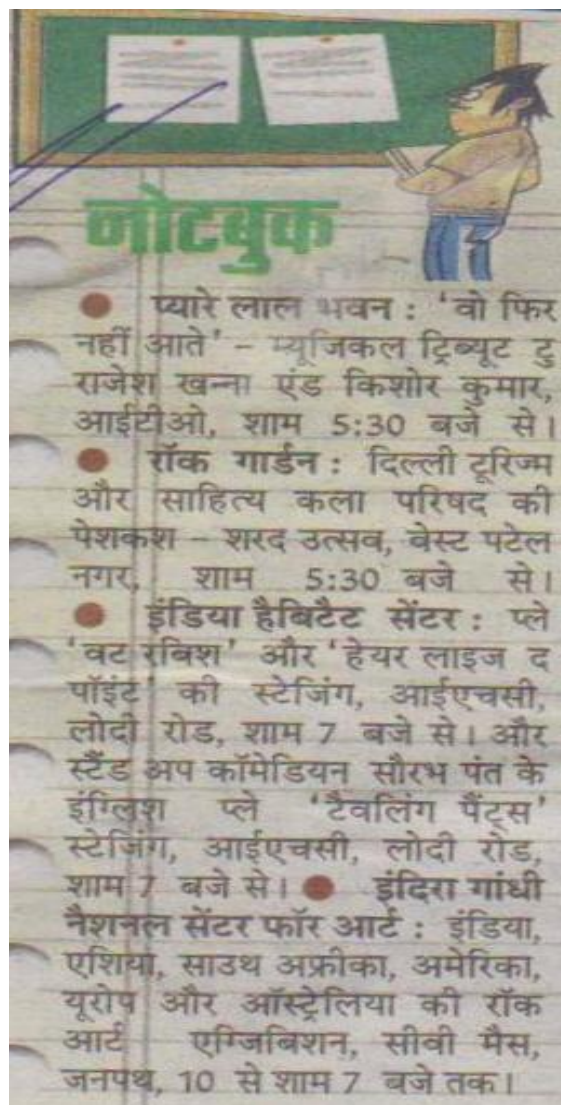 नोटबुक
● प्यारे लाल भवन : 'वो फिर
नहीं आते' – म्यूजिकल ट्रिब्यूट टु
राजेश खन्ना एंड किशोर कुमार,
आईटीओ, शाम 5:30 बजे से।
● रॉक गार्डन : दिल्ली टूरिज्म
और साहित्य कला परिषद की
पेशकश – शरद उत्सव, वेस्ट पटेल
नगर, शाम 5:30 बजे से।
● इंडिया हैबिटैट सेंटर : प्ले
'वट रबिश' और 'हेयर लाइज द
पॉइंट' की स्टेजिंग, आईएचसी,
लोदी रोड, शाम 7 बजे से। और
स्टैंड अप कॉमेडियन सौरभ पंत के
इंग्लिश प्ले 'टैवलिंग पैंट्स'
स्टेजिंग, आईएचसी, लोदी रोड,
शाम 7 बजे से। ● इंदिरा गांधी
नैशनल सेंटर फॉर आर्ट : इंडिया,
एशिया, साउथ अफ्रीका, अमेरिका,
यूरोप और ऑस्ट्रेलिया की रॉक
आर्ट एग्जिबिशन, सीवी मैस,
जनपथ, 10 से शाम 7 बजे तक।